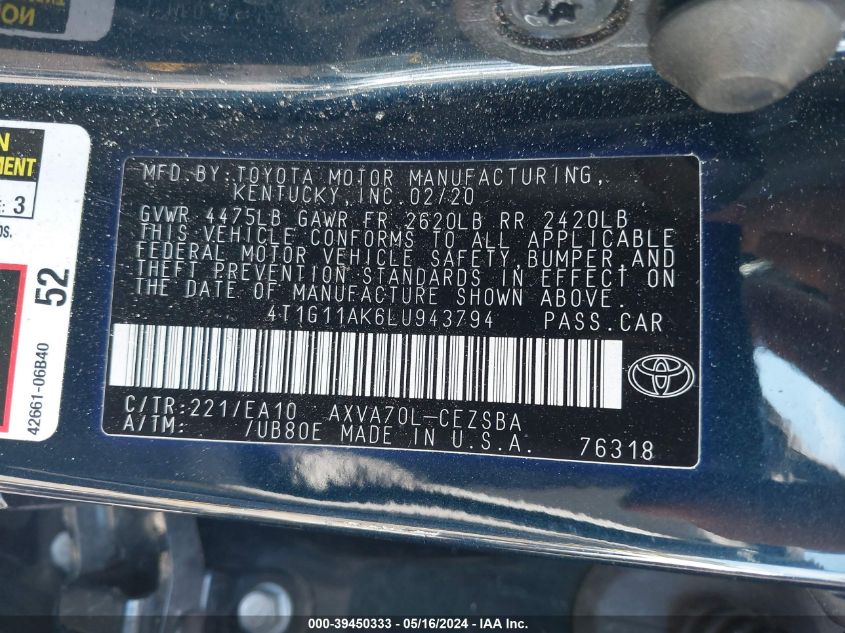 NOI
N
MENT
: 3
os.
52
42661-06B40
MFD.BY:TOYOTA MOTOR MANUFACTURING,
KENTUCKY,INC.02/20
GVWR 4475LB GAWR FR 2620LB RR 2420LB
THIS VEHICLE CONFORMS TO ALL APPLICABLE
FEDERAL MOTOR VEHICLE SAFETY,BUMPER AND
THEFT PREVENTION STANDARDS IN EFFECT ON
THE DATE OF MANUFACTURE SHOWN ABOVE.
4T1G11AK6LU943794 PASS.CAR
C/TR:221/EA10 AXVA70L-CEZSBA
A/TM: /UB80E MADE IN U.S.A. 76318
000-39450333 - 05/16/2024 - IAA Inc.